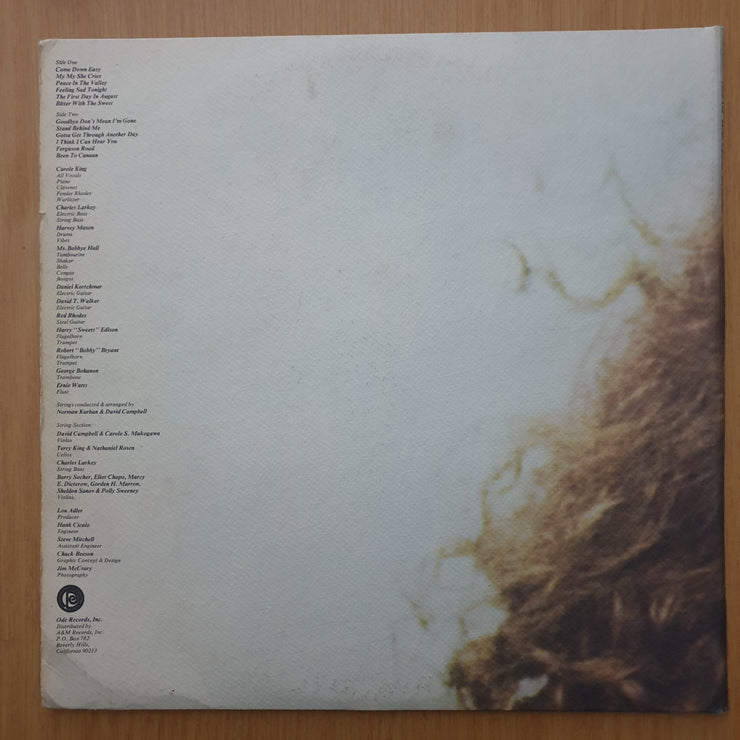 Side One
Come Down Easy
My My She Cries
Peace In The Valley
Feeling Sad Tonight
The First Day In August
Bitter With The Sweet
Side Two
Goodbye Don't Mean I'm Gone
Stand Behind Me
Gotta Get Through Another Day
I Think I Can Hear You
Ferguson Road
Been To Canaan
Carole King
All Vocals
Piano
Clavenet
Fender Rhodes
Wurlitzer
Charles Larkey
Electric Bass
String Bass
Harvey Mason
Drums
Vibes
Ms. Bobbye Hall
Tambourine
Shaker
Bells
Congas
Bongos
Daniel Kortchmar
Electric Guitar
David T. Walker
Electric Guitar
Red Rhodes
Steel Guitar
Harry "Sweets" Edison
Flugelhorn
Trumpet
Robert "Bobby" Bryant
Flugelhorn
Trumpet
George Bohanon
Trombone
Ernie Watts
Flute
Strings conducted & arranged by
Norman Kurban & David Campbell
String Section:
David Campbell & Carole S. Mukogawa
Violas
Terry King & Nathaniel Rosen
Cellos
Charles Larkey
String Bass
Barry Socher, Eliot Chapo, Marcy
E. Dicterow, Gordon H. Marron,
Sheldon Sanov & Polly Sweeney
Violins.
Lou Adler
Producer
Hank Cicalo
Engineer
Steve Mitchell
Assistant Engineer
Chuck Beeson
Graphic Concept & Design
Jim McCrary
Photography
Ode Records, Inc.
Distributed by
A&M Records, Inc.
P.O. Box 782
Beverly Hills,
California 90213